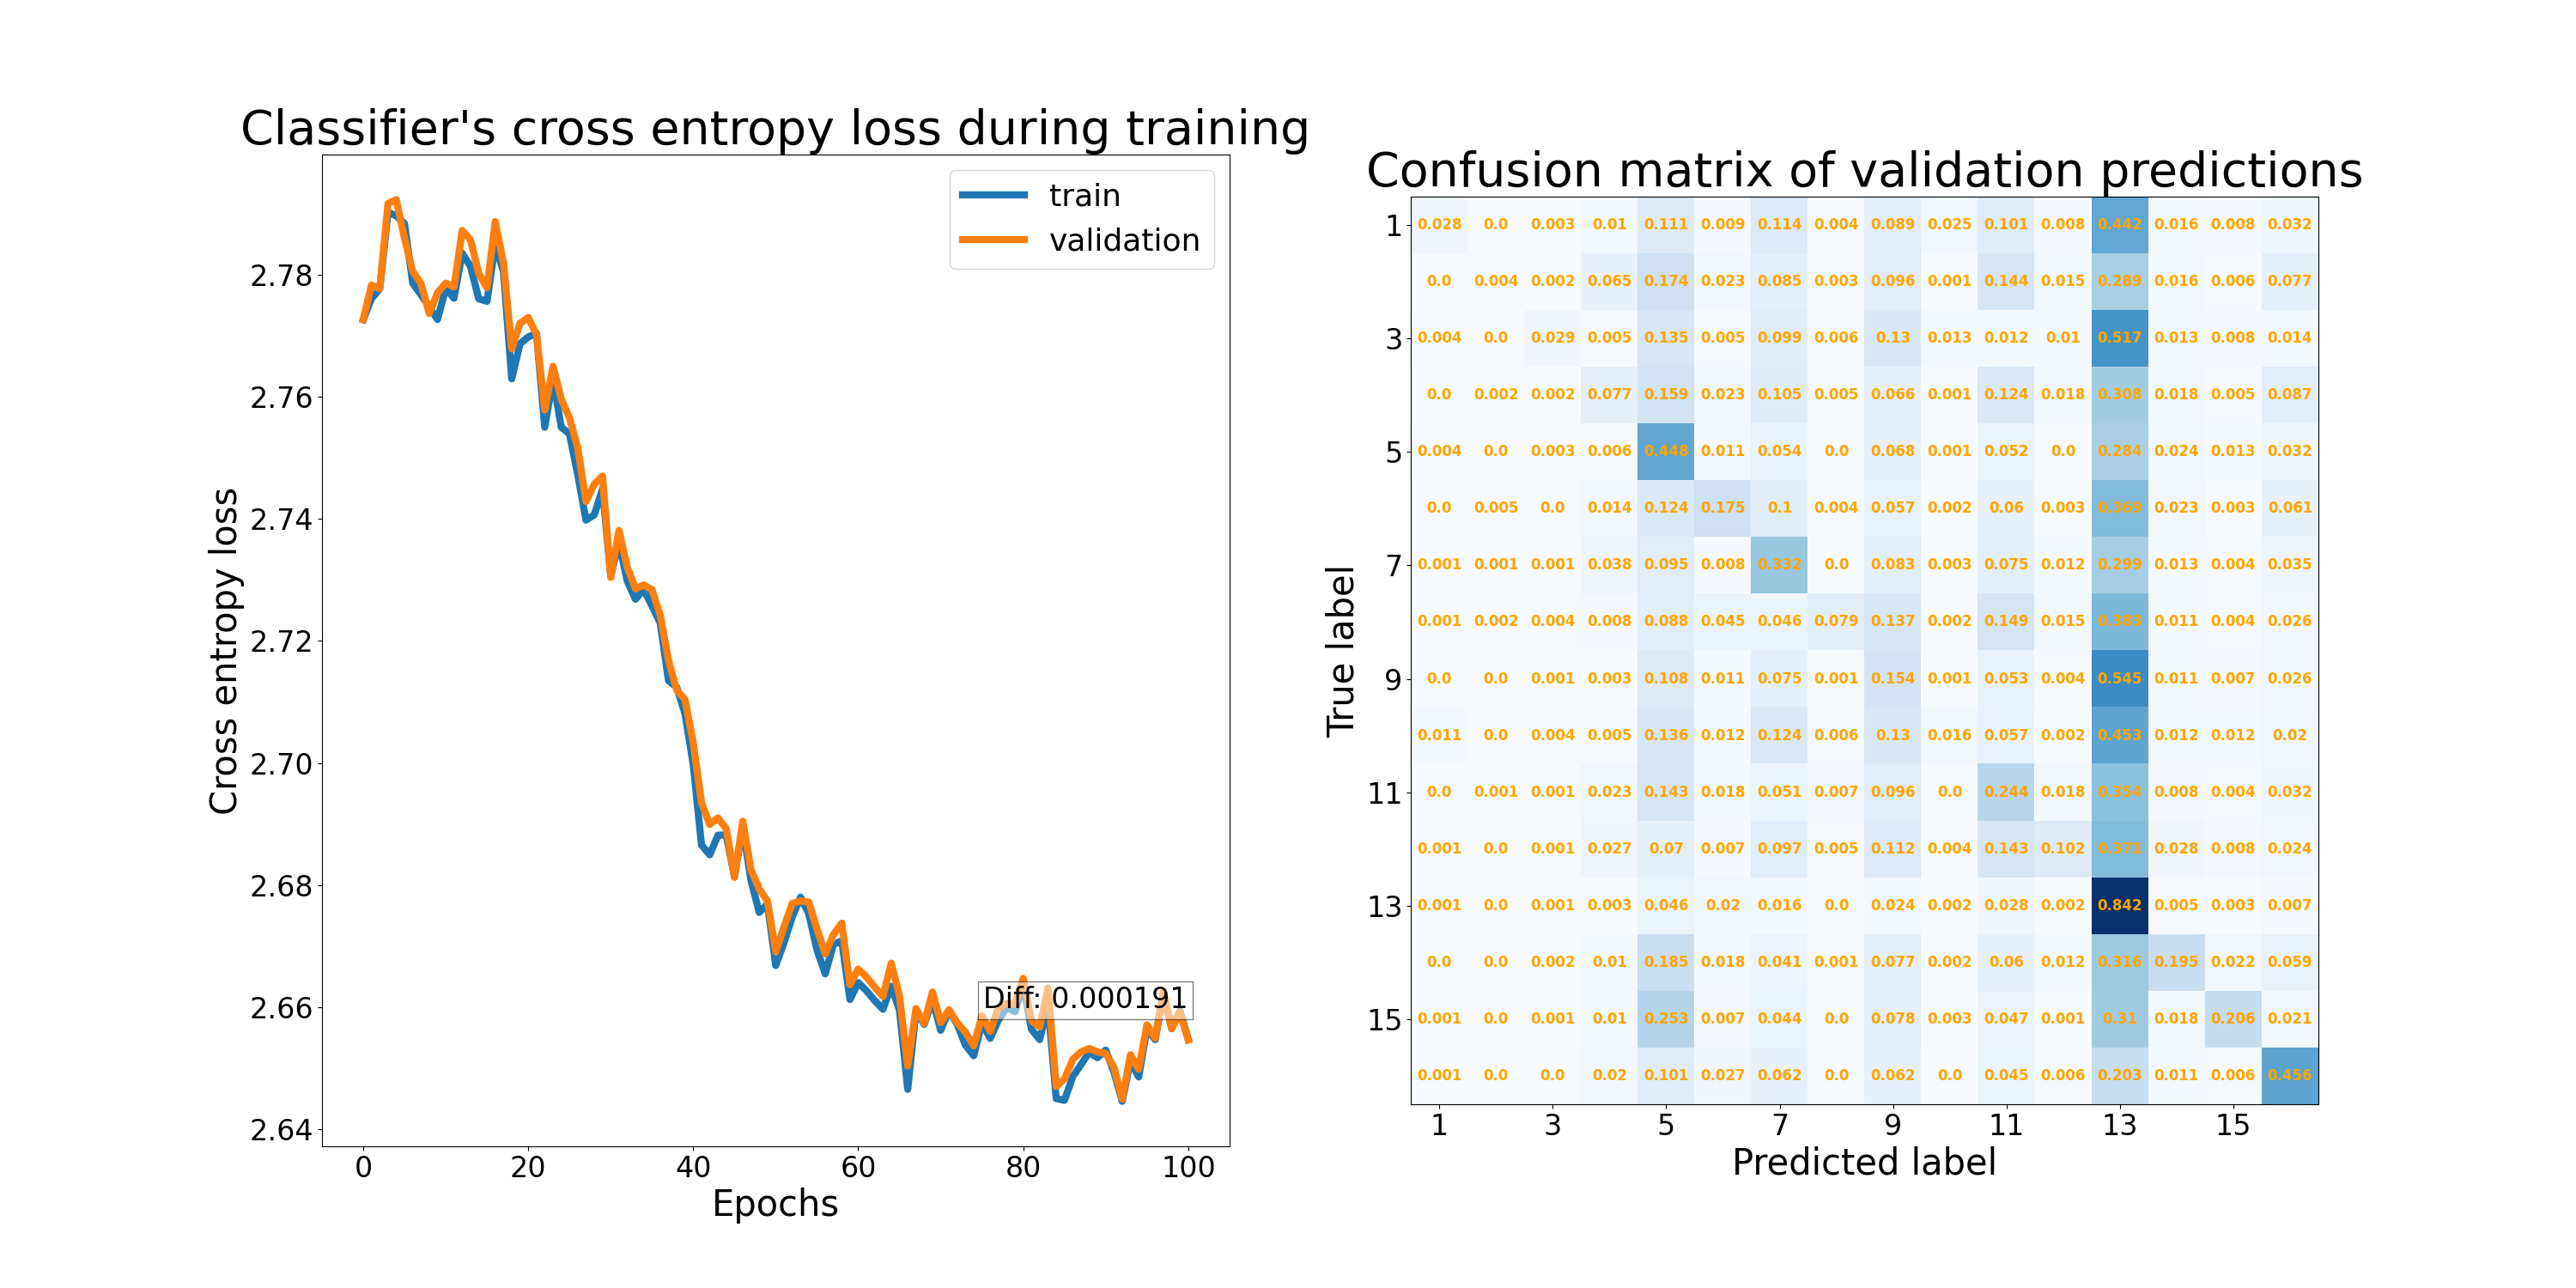 Classifier's cross entropy loss during training
train
validation
2.78
2.76
2.74
2.72
2.70
2.68
2.66
2.64
Cross entropy loss
Diff: 0.000191
0 20 40 60 80 100
Epochs
Confusion matrix of validation predictions
True label
1 0.028 0.0 0.003 0.01 0.111 0.009 0.114 0.004 0.089 0.025 0.101 0.008 0.442 0.016 0.008 0.032
0.0 0.004 0.002 0.065 0.174 0.023 0.085 0.003 0.096 0.001 0.144 0.015 0.289 0.016 0.006 0.077
3 0.004 0.0 0.029 0.005 0.135 0.005 0.099 0.006 0.13 0.013 0.012 0.01 0.517 0.013 0.008 0.014
0.0 0.002 0.002 0.077 0.159 0.023 0.105 0.005 0.066 0.001 0.124 0.018 0.308 0.018 0.005 0.087
5 0.004 0.0 0.003 0.006 0.448 0.011 0.054 0.0 0.068 0.001 0.052 0.0 0.284 0.024 0.013 0.032
0.0 0.005 0.0 0.014 0.124 0.175 0.1 0.004 0.057 0.002 0.06 0.003 0.369 0.023 0.003 0.061
7 0.001 0.001 0.001 0.038 0.095 0.008 0.332 0.0 0.083 0.003 0.075 0.012 0.299 0.013 0.004 0.035
0.001 0.002 0.004 0.008 0.088 0.045 0.046 0.079 0.137 0.002 0.149 0.015 0.383 0.011 0.004 0.026
9 0.0 0.0 0.001 0.003 0.108 0.011 0.075 0.001 0.154 0.001 0.053 0.004 0.545 0.011 0.007 0.026
0.011 0.0 0.004 0.005 0.136 0.012 0.124 0.006 0.13 0.016 0.057 0.002 0.453 0.012 0.012 0.02
11 0.0 0.001 0.001 0.023 0.143 0.018 0.051 0.007 0.096 0.0 0.244 0.018 0.354 0.008 0.004 0.032
0.001 0.0 0.001 0.027 0.07 0.007 0.097 0.005 0.112 0.004 0.143 0.102 0.371 0.028 0.008 0.024
13 0.001 0.0 0.001 0.003 0.046 0.02 0.016 0.0 0.024 0.002 0.028 0.002 0.842 0.005 0.003 0.007
0.0 0.0 0.002 0.01 0.185 0.018 0.041 0.001 0.077 0.002 0.06 0.012 0.316 0.195 0.022 0.059
15 0.001 0.0 0.001 0.01 0.253 0.007 0.044 0.0 0.078 0.003 0.047 0.001 0.31 0.018 0.206 0.021
0.001 0.0 0.0 0.02 0.101 0.027 0.062 0.0 0.062 0.0 0.045 0.006 0.203 0.011 0.006 0.456
1 3 5 7 9 11 13 15
Predicted label